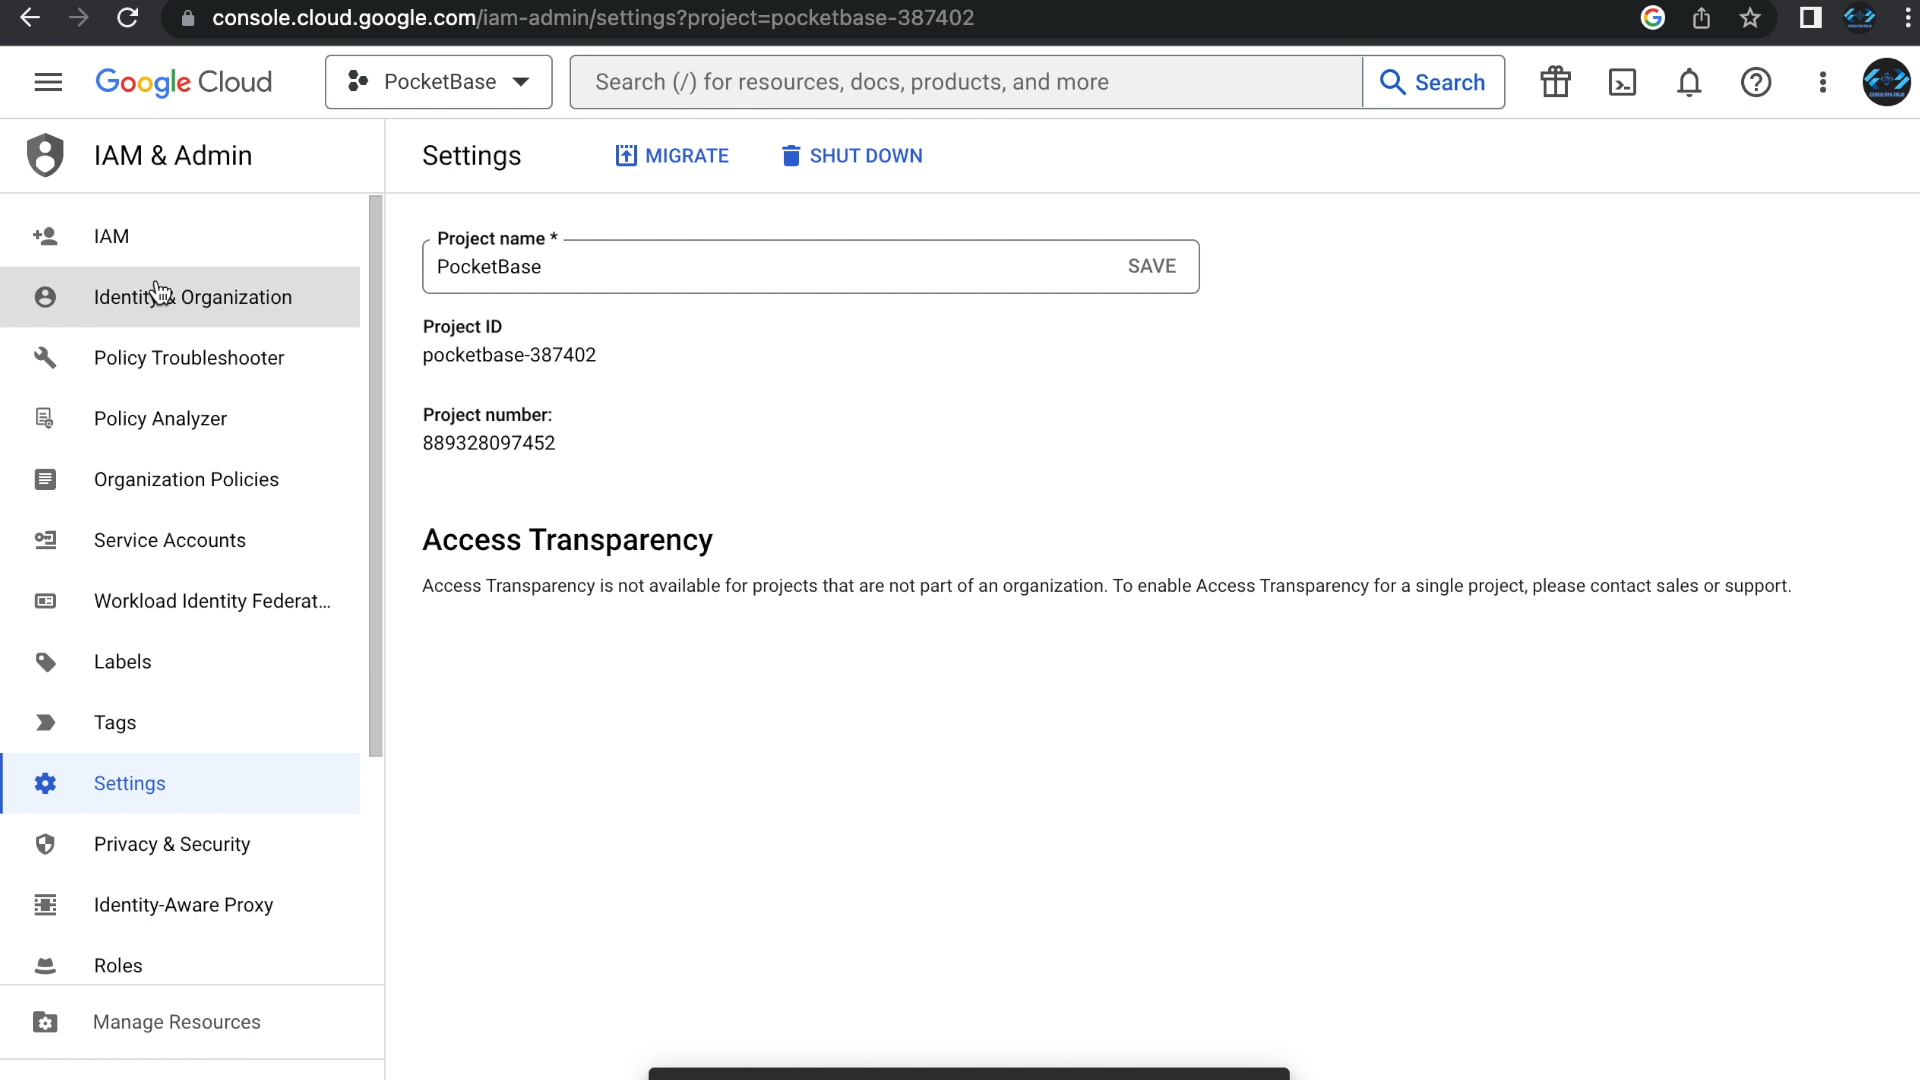 console.cloud.google.com/iam-admin/settings?project=pocketbase-387402
Google Cloud
PocketBase
Search (/) for resources, docs, products, and more
Search
IAM & Admin
Settings
MIGRATE
SHUT DOWN
IAM
Identity & Organization
Policy Troubleshooter
Policy Analyzer
Organization Policies
Service Accounts
Workload Identity Federat...
Labels
Tags
Settings
Privacy & Security
Identity-Aware Proxy
Roles
Manage Resources
Project name *
PocketBase
SAVE
Project ID
pocketbase-387402
Project number:
889328097452
Access Transparency
Access Transparency is not available for projects that are not part of an organization. To enable Access Transparency for a single project, please contact sales or support.